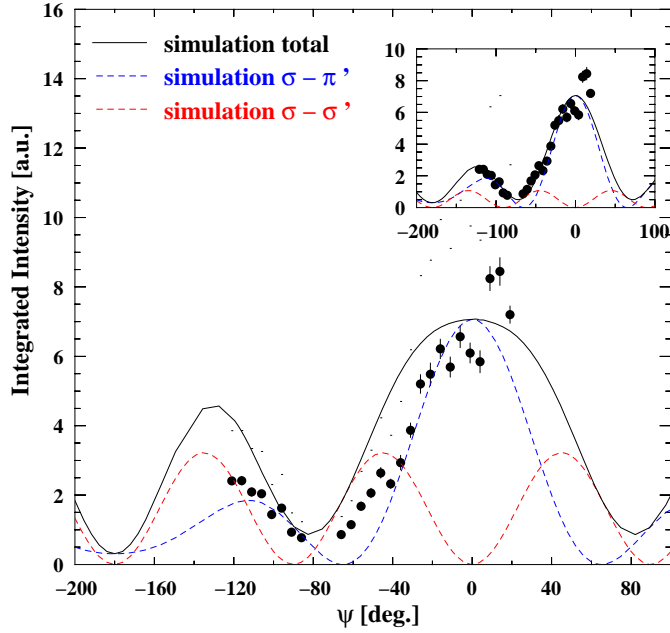 16
14
12
10
8
6
4
2
0
Integrated Intensity [a.u.]
simulation total
simulation σ – π’
simulation σ – σ’
10
8
6
4
2
0
−200 −100 0 100
−200 −160 −120 −80 −40 0 40 80
ψ [deg.]